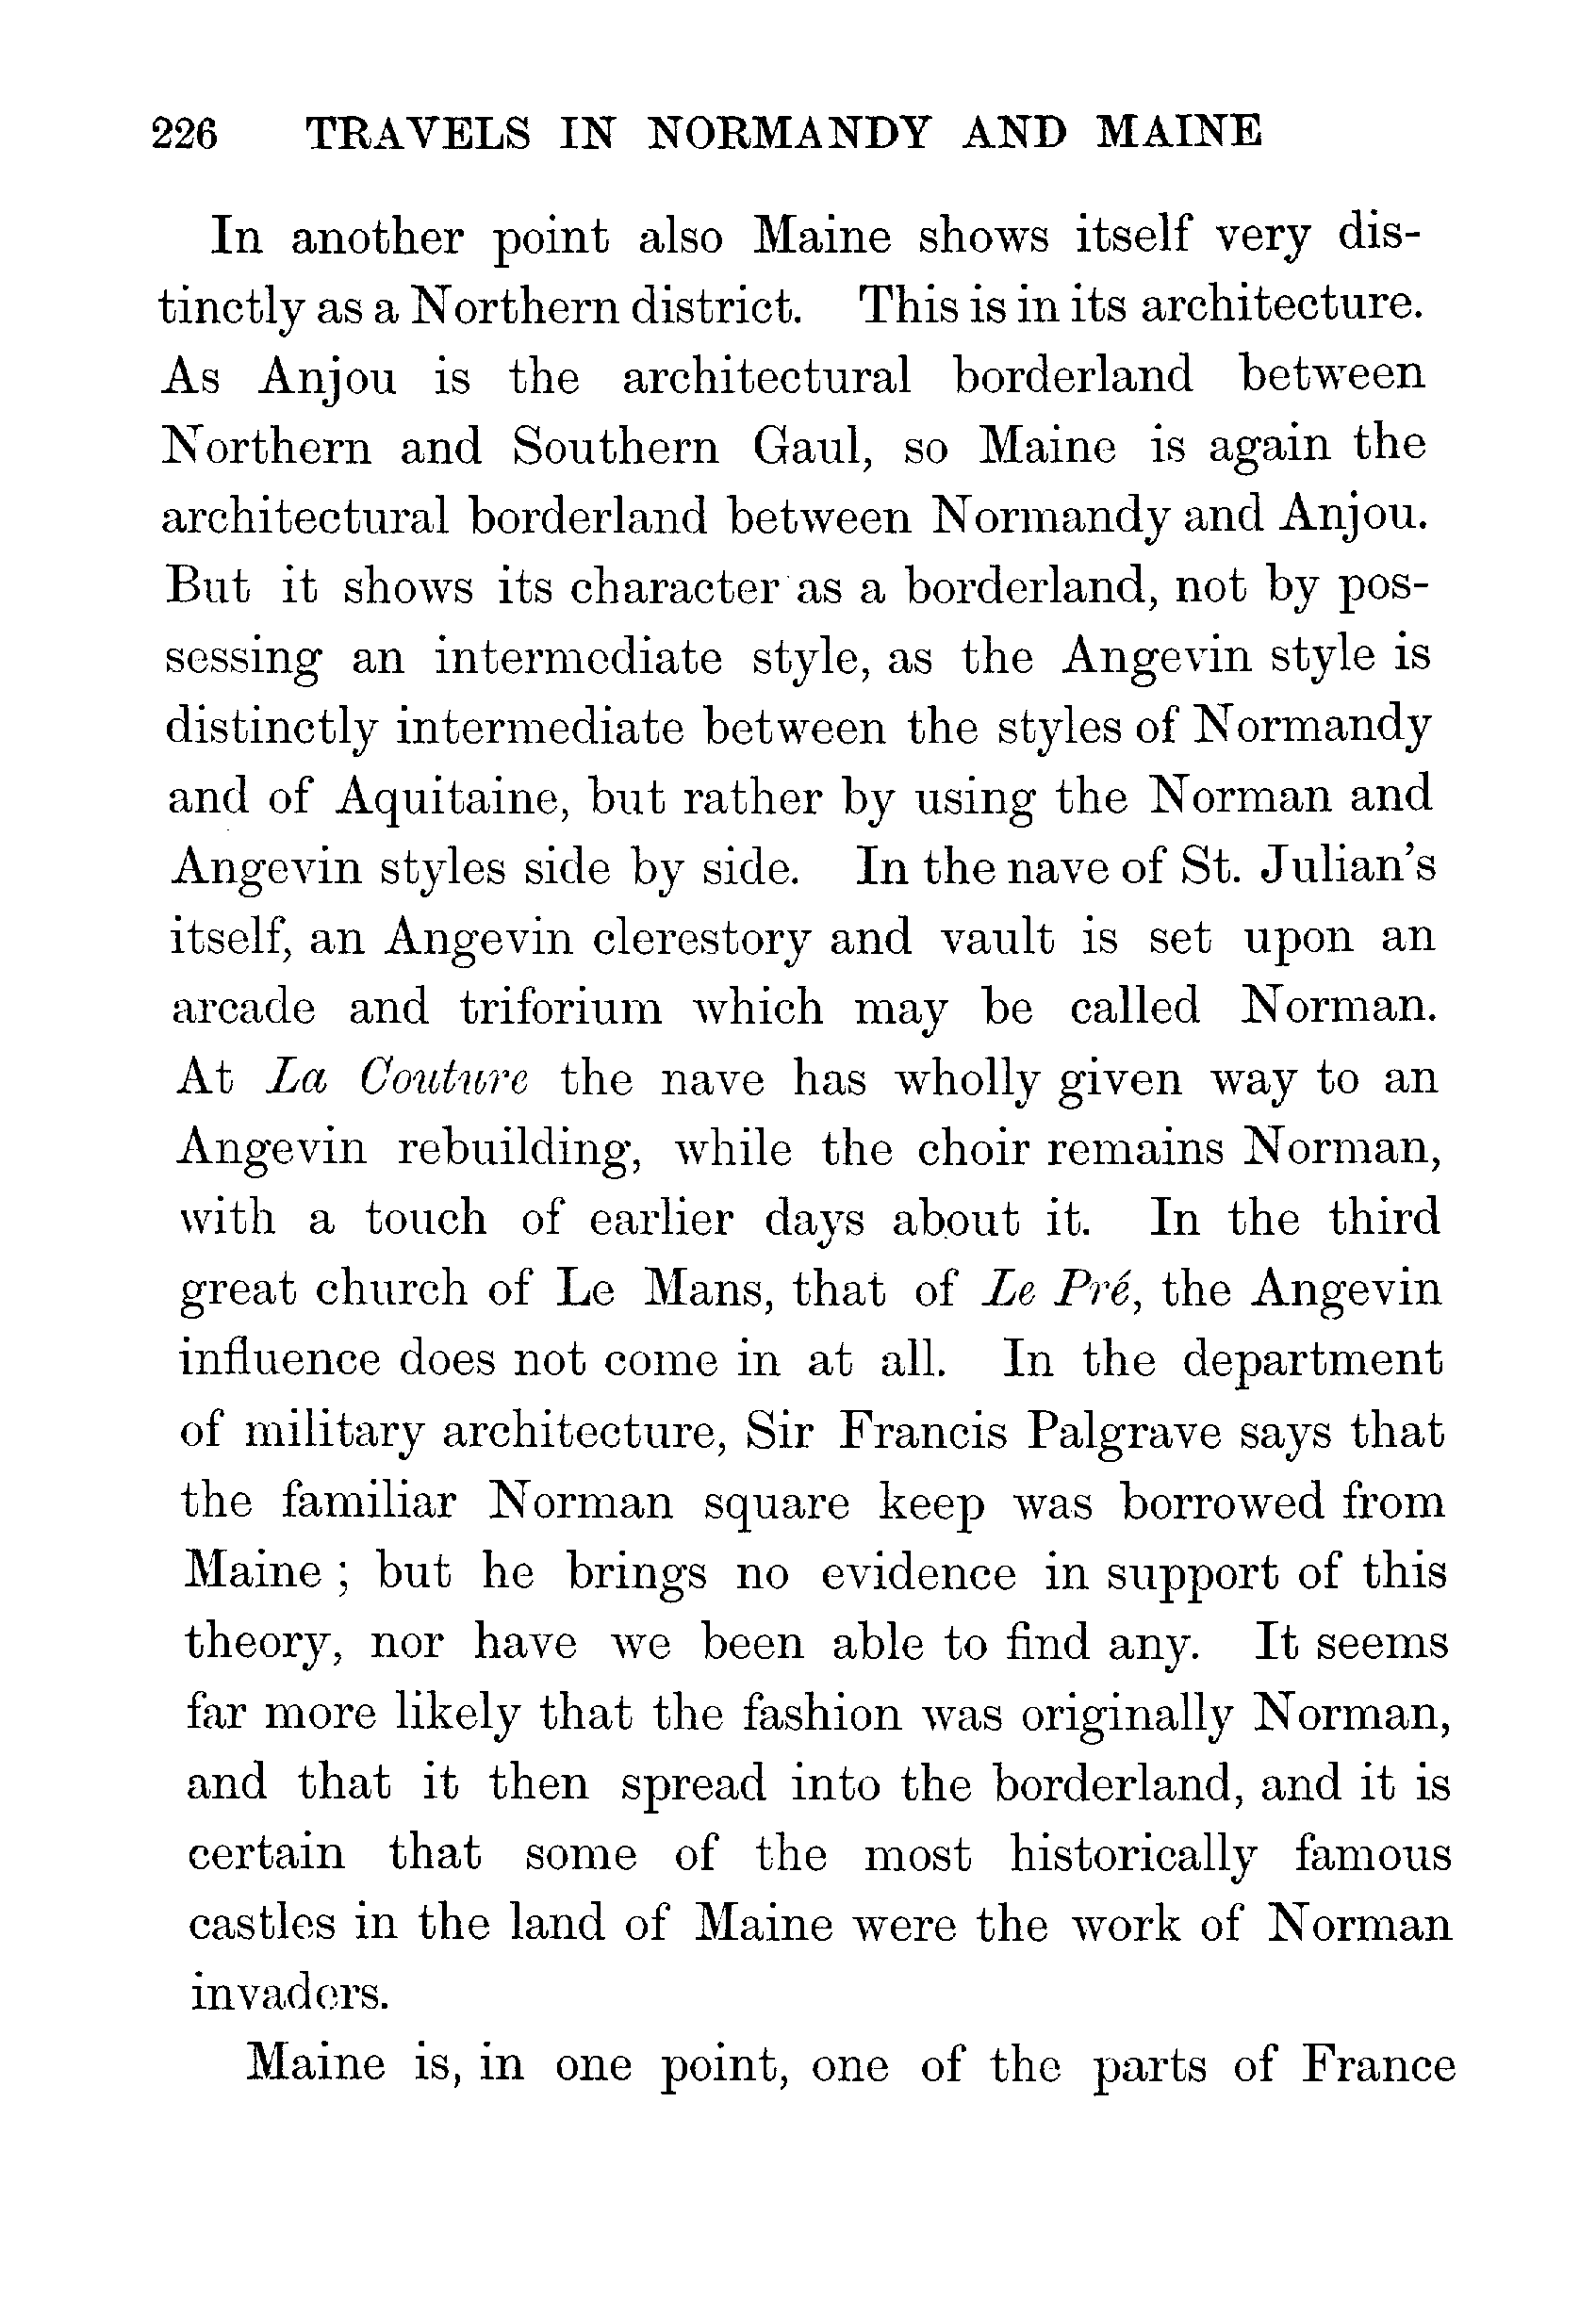 226 TRAVELS IN NORMANDY AND MAINE
In another point also Maine shows itself very dis-
tinctly as a Northern district. This is in its architecture.
As Anjou is the architectural borderland between
Northern and Southern Gaul, so Maine is again the
architectural borderland between Normandy and Anjou.
But it shows its character as a borderland, not by pos-
sessing an intermediate style, as the Angevin style is
distinctly intermediate between the styles of Normandy
and of Aquitaine, but rather by using the Norman and
Angevin styles side by side. In the nave of St. Julian's
itself, an Angevin clerestory and vault is set upon an
arcade and triforium which may be called Norman.
At La Couture the nave has wholly given way to an
Angevin rebuilding, while the choir remains Norman,
with a touch of earlier days about it. In the third
great church of Le Mans, that of Le Pré, the Angevin
influence does not come in at all. In the department
of military architecture, Sir Francis Palgrave says that
the familiar Norman square keep was borrowed from
Maine ; but he brings no evidence in support of this
theory, nor have we been able to find any. It seems
far more likely that the fashion was originally Norman,
and that it then spread into the borderland, and it is
certain that some of the most historically famous
castles in the land of Maine were the work of Norman
invaders.
Maine is, in one point, one of the parts of France